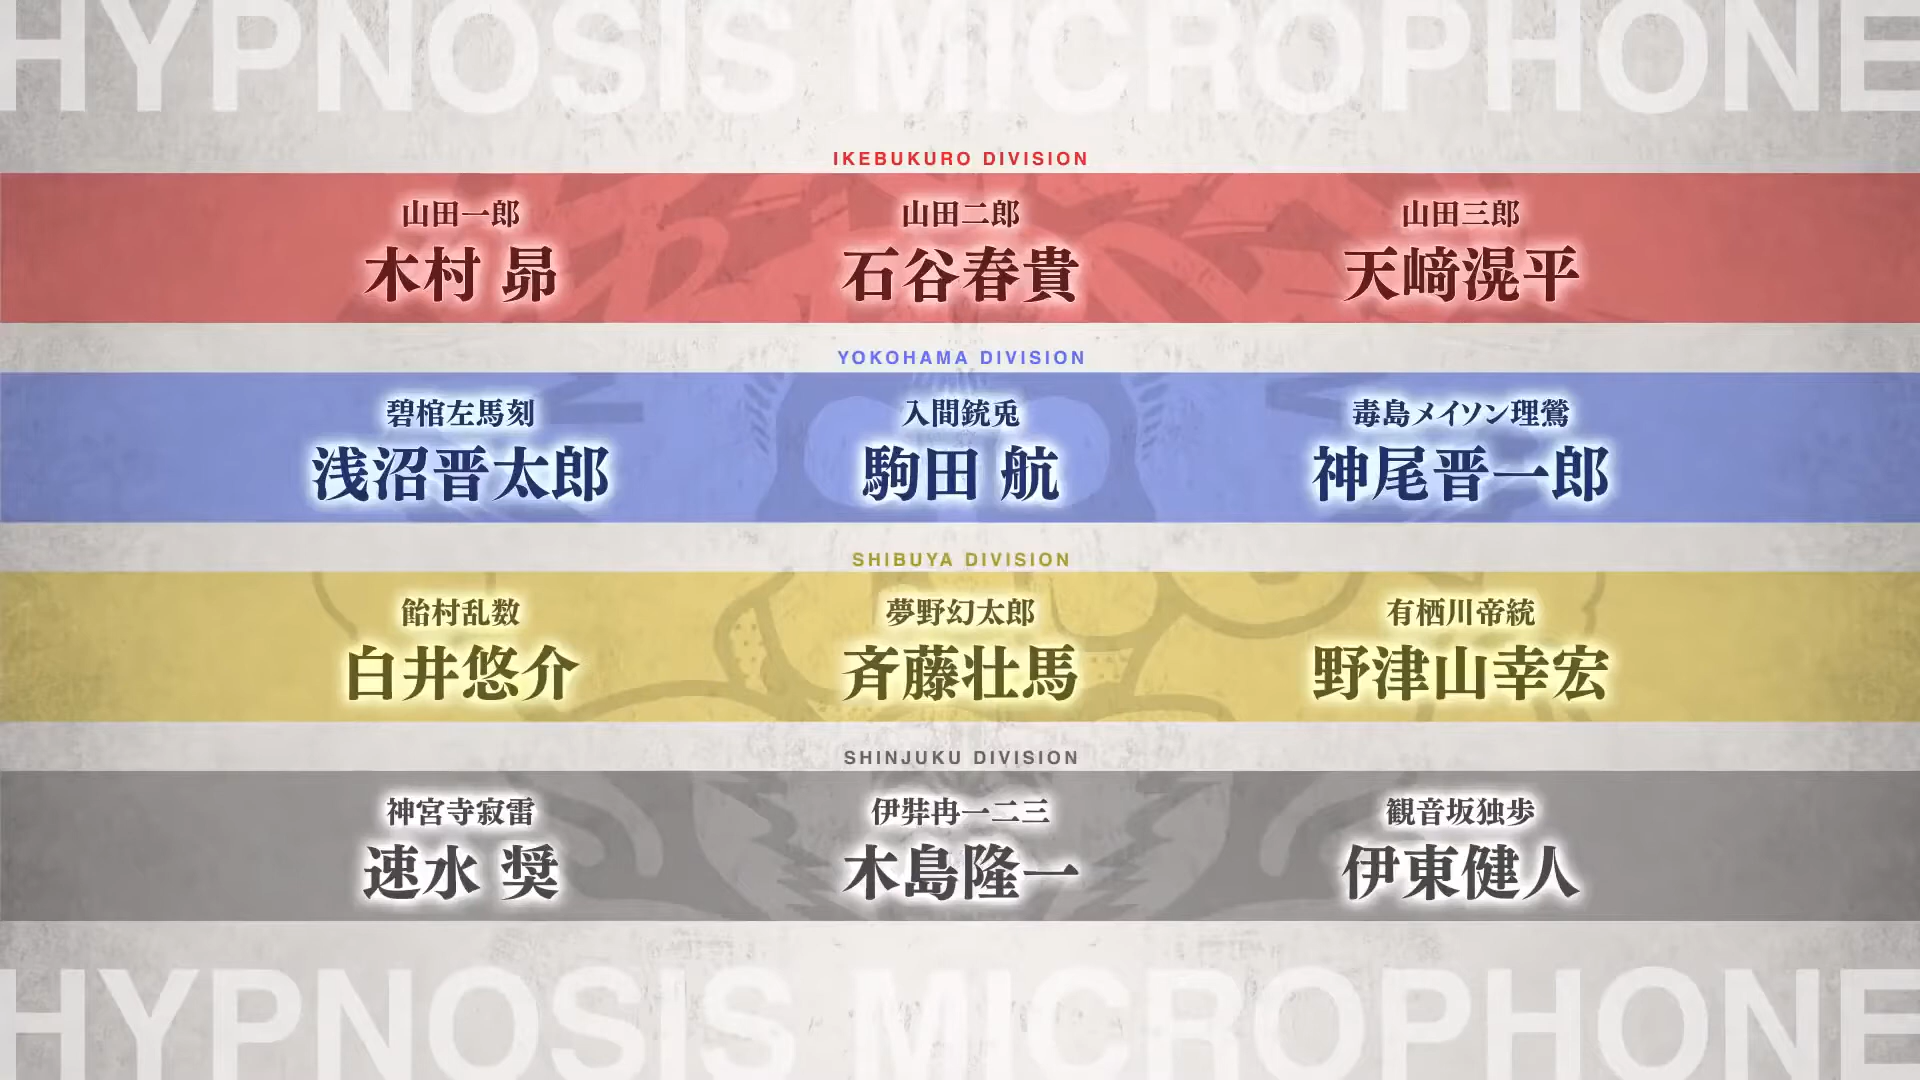 HYPNOSIS MICROPHONE
IKEBUKURO DIVISION
山田一郎 山田二郎 山田三郎
木村 昴 石谷春貴 天﨑滉平
YOKOHAMA DIVISION
碧棺左馬刻 入間銃兎 毒島メイソン理鶯
浅沼晋太郎 駒田 航 神尾晋一郎
SHIBUYA DIVISION
飴村乱数 夢野幻太郎 有栖川帝統
白井悠介 斉藤壮馬 野津山幸宏
SHINJUKU DIVISION
神宮寺寂雷 伊弉冉一二三 観音坂独歩
速水 奨 木島隆一 伊東健人
HYPNOSIS MICROPHONE